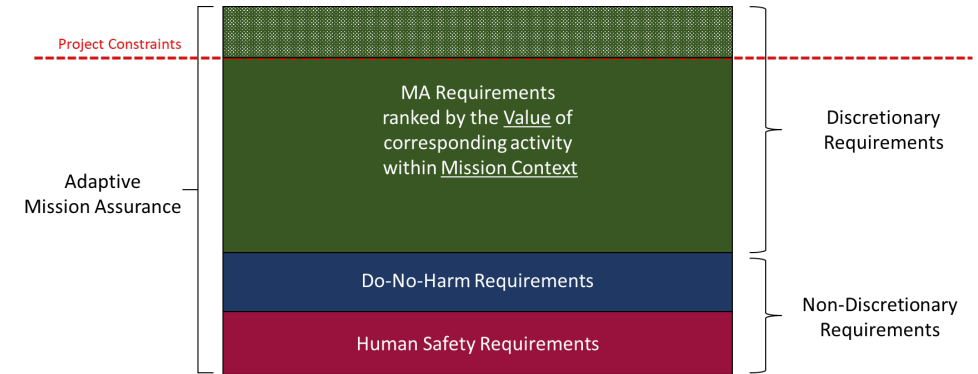 Project Constraints
MA Requirements
ranked by the Value of
corresponding activity
within Mission Context
Discretionary
Requirements
Adaptive
Mission Assurance
Do-No-Harm Requirements
Non-Discretionary
Requirements
Human Safety Requirements